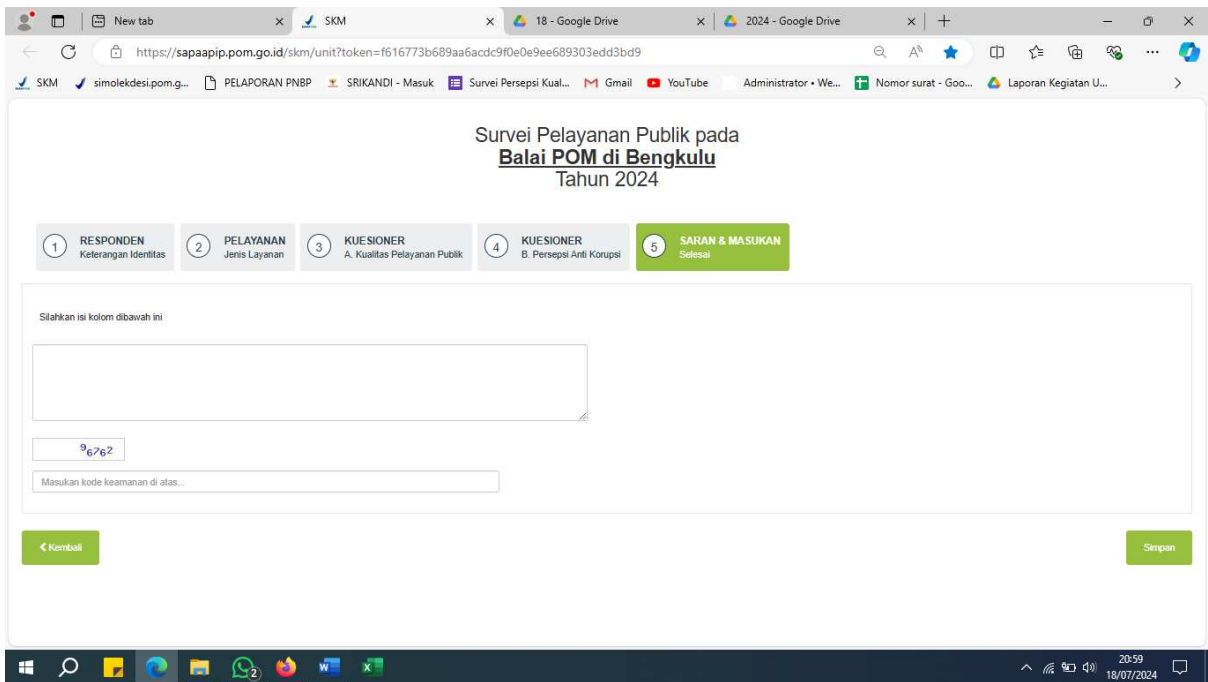 New tab
SKM
18 - Google Drive
2024 - Google Drive
https://sapaapip.pom.go.id/skm/unit?token=f616773b689aa6acdc9f0e0e9ee689303edd3bd9
SKM
simolekdesi.pom.g...
PELAPORAN PNBP
SRIKANDI - Masuk
Survei Persepsi Kual...
Gmail
YouTube
Administrator • We...
Nomor surat - Goo...
Laporan Kegiatan U...
Survei Pelayanan Publik pada
Balai POM di Bengkulu
Tahun 2024
1 RESPONDEN
Keterangan Identitas
2 PELAYANAN
Jenis Layanan
3 KUESIONER
A. Kualitas Pelayanan Publik
4 KUESIONER
B. Persepsi Anti Korupsi
5 SARAN & MASUKAN
Selesai
Silahkan isi kolom dibawah ini
96762
Masukan kode keamanan di atas...
Kembali
Simpan
2
20:59
18/07/2024